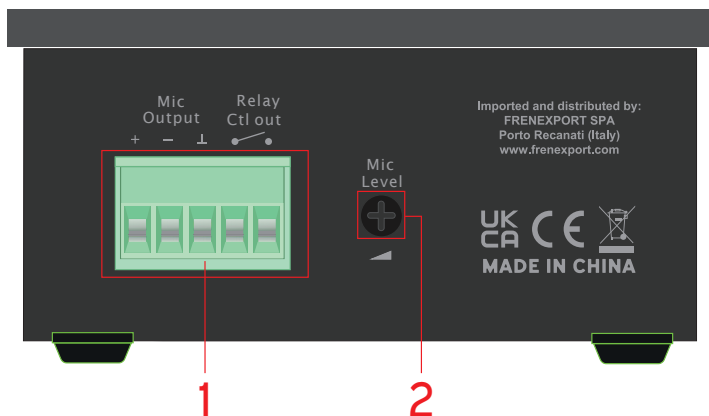 Mic
Output
Relay
Ctl out
+ − ⊥
Mic
Level
Imported and distributed by:
FRENEXPORT SPA
Porto Recanati (Italy)
www.frenexport.com
UK
CA CE
MADE IN CHINA
1
2